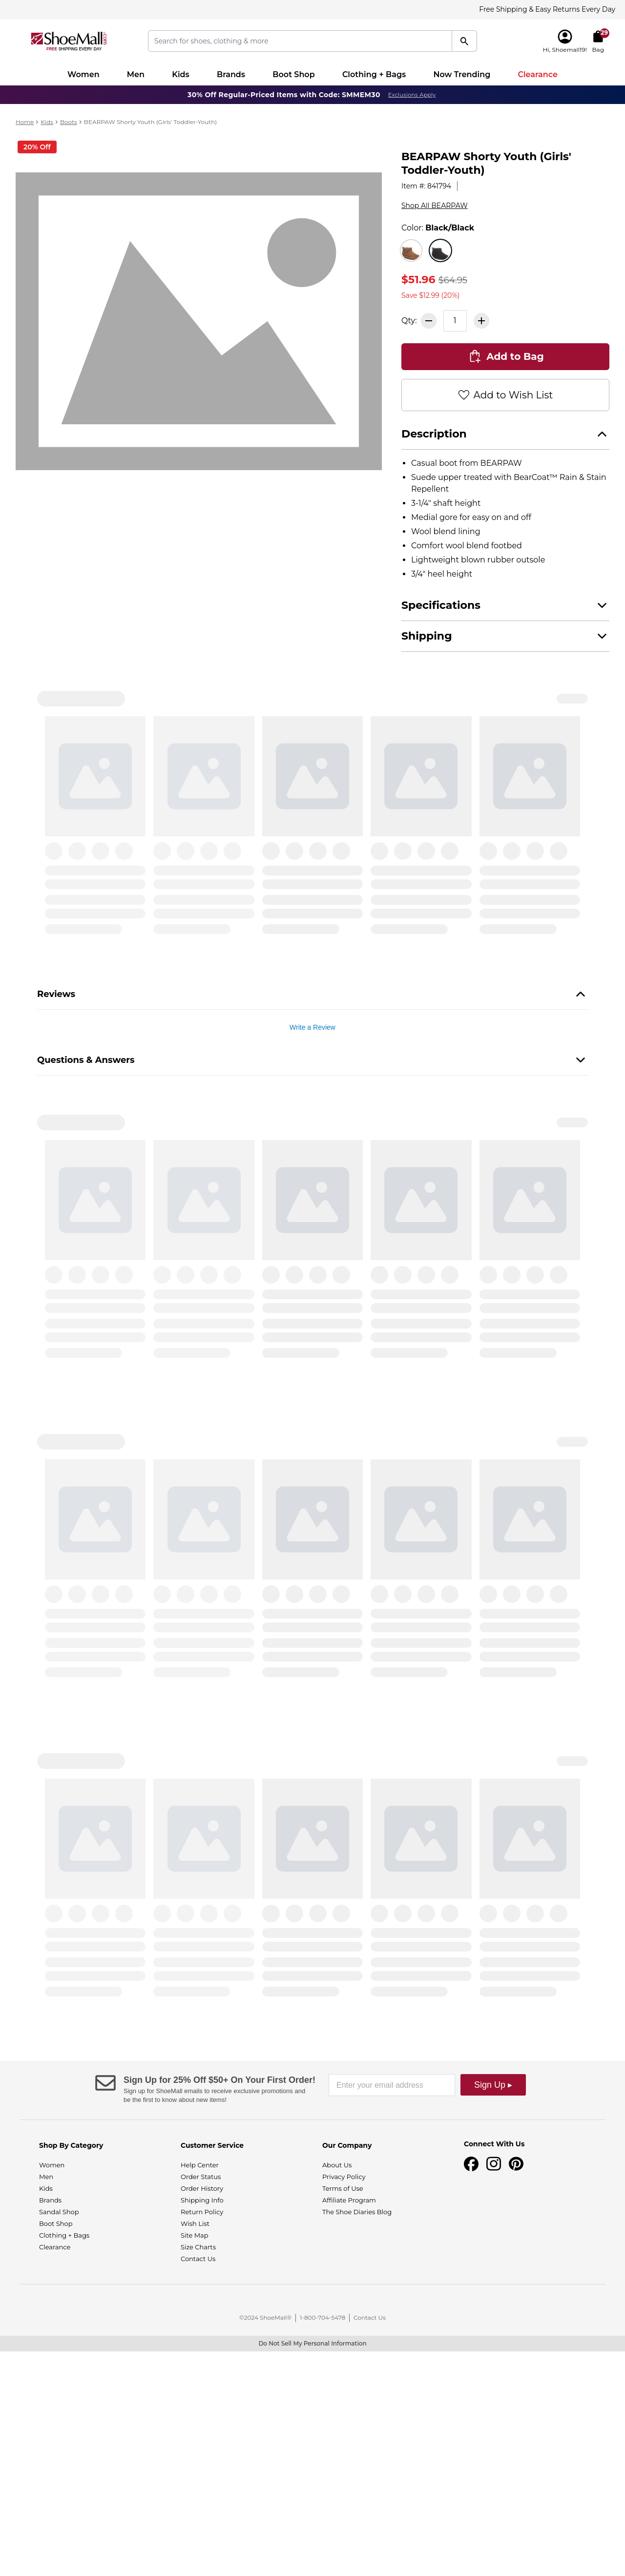 Free Shipping & Easy Returns Every Day
ShoeMall
FREE SHIPPING EVERY DAY
Search for shoes, clothing & more
Hi, Shoemall19!
29
Bag
Women
Men
Kids
Brands
Boot Shop
Clothing + Bags
Now Trending
Clearance
30% Off Regular-Priced Items with Code: SMMEM30 Exclusions Apply
Home > Kids > Boots > BEARPAW Shorty Youth (Girls' Toddler-Youth)
20% Off
BEARPAW Shorty Youth (Girls'
Toddler-Youth)
Item #: 841794
Shop All BEARPAW
Color: Black/Black
$51.96 $64.95
Save $12.99 (20%)
Qty: 1
Add to Bag
Add to Wish List
Description
• Casual boot from BEARPAW
• Suede upper treated with BearCoat™ Rain & Stain
Repellent
• 3-1/4" shaft height
• Medial gore for easy on and off
• Wool blend lining
• Comfort wool blend footbed
• Lightweight blown rubber outsole
• 3/4" heel height
Specifications
Shipping
Reviews
Write a Review
Questions & Answers
Sign Up for 25% Off $50+ On Your First Order!
Sign up for ShoeMall emails to receive exclusive promotions and
be the first to know about new items!
Enter your email address
Sign Up ▸
Shop By Category
Women
Men
Kids
Brands
Sandal Shop
Boot Shop
Clothing + Bags
Clearance
Customer Service
Help Center
Order Status
Order History
Shipping Info
Return Policy
Wish List
Site Map
Size Charts
Contact Us
Our Company
About Us
Privacy Policy
Terms of Use
Affiliate Program
The Shoe Diaries Blog
Connect With Us
©2024 ShoeMall® | 1-800-704-5478 | Contact Us
Do Not Sell My Personal Information